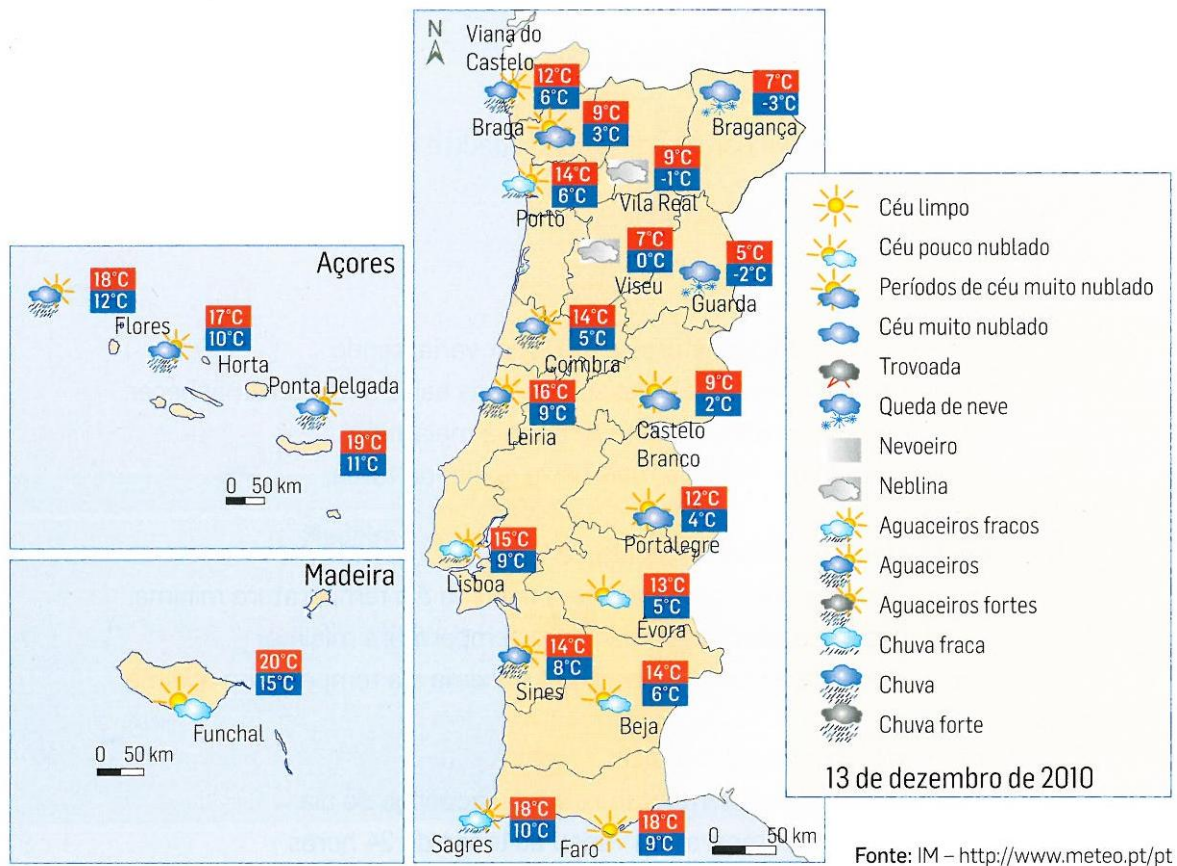 N
Viana do
Castelo
12°C
6°C
Braga
9°C
3°C
7°C
-3°C
Bragança
14°C
6°C
Porto
9°C
-1°C
Vila Real
7°C
0°C
Viseu
5°C
-2°C
Guarda
14°C
5°C
Coimbra
16°C
9°C
Leiria
9°C
2°C
Castelo
Branco
12°C
4°C
Portalegre
15°C
9°C
Lisboa
13°C
5°C
Evora
14°C
8°C
Sines
14°C
6°C
Beja
18°C
10°C
Sagres
18°C
9°C
Faro
0 50 km
Açores
18°C
12°C
Flores
17°C
10°C
Horta
Ponta Delgada
19°C
11°C
0 50 km
Madeira
20°C
15°C
Funchal
0 50 km
Céu limpo
Céu pouco nublado
Períodos de céu muito nublado
Céu muito nublado
Trovoada
Queda de neve
Nevoeiro
Neblina
Aguaceiros fracos
Aguaceiros
Aguaceiros fortes
Chuva fraca
Chuva
Chuva forte
13 de dezembro de 2010
Fonte: IM – http://www.meteo.pt/pt